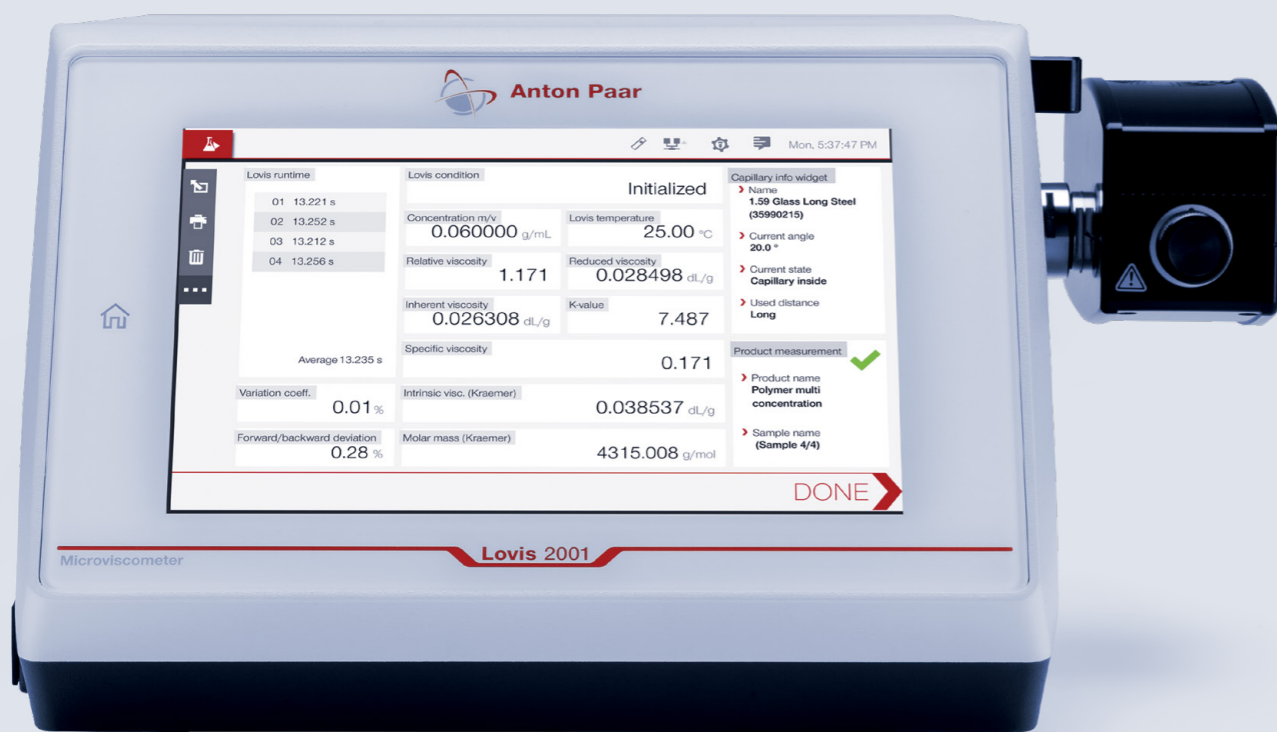 Anton Paar
Mon, 5:37:47 PM
Lovis runtime
01 13.221 s
02 13.252 s
03 13.212 s
04 13.256 s
Average 13.235 s
Variation coeff.
0.01 %
Forward/backward deviation
0.28 %
Lovis condition
Initialized
Concentration m/v
0.060000 g/mL
Lovis temperature
25.00 °C
Relative viscosity
1.171
Reduced viscosity
0.028498 dL/g
Inherent viscosity
0.026308 dL/g
K-value
7.487
Specific viscosity
0.171
Intrinsic visc. (Kraemer)
0.038537 dL/g
Molar mass (Kraemer)
4315.008 g/mol
Capillary info widget
Name
1.59 Glass Long Steel
(35990215)
Current angle
20.0 °
Current state
Capillary inside
Used distance
Long
Product measurement
Product name
Polymer multi
concentration
Sample name
(Sample 4/4)
DONE
Microviscometer
Lovis 2001